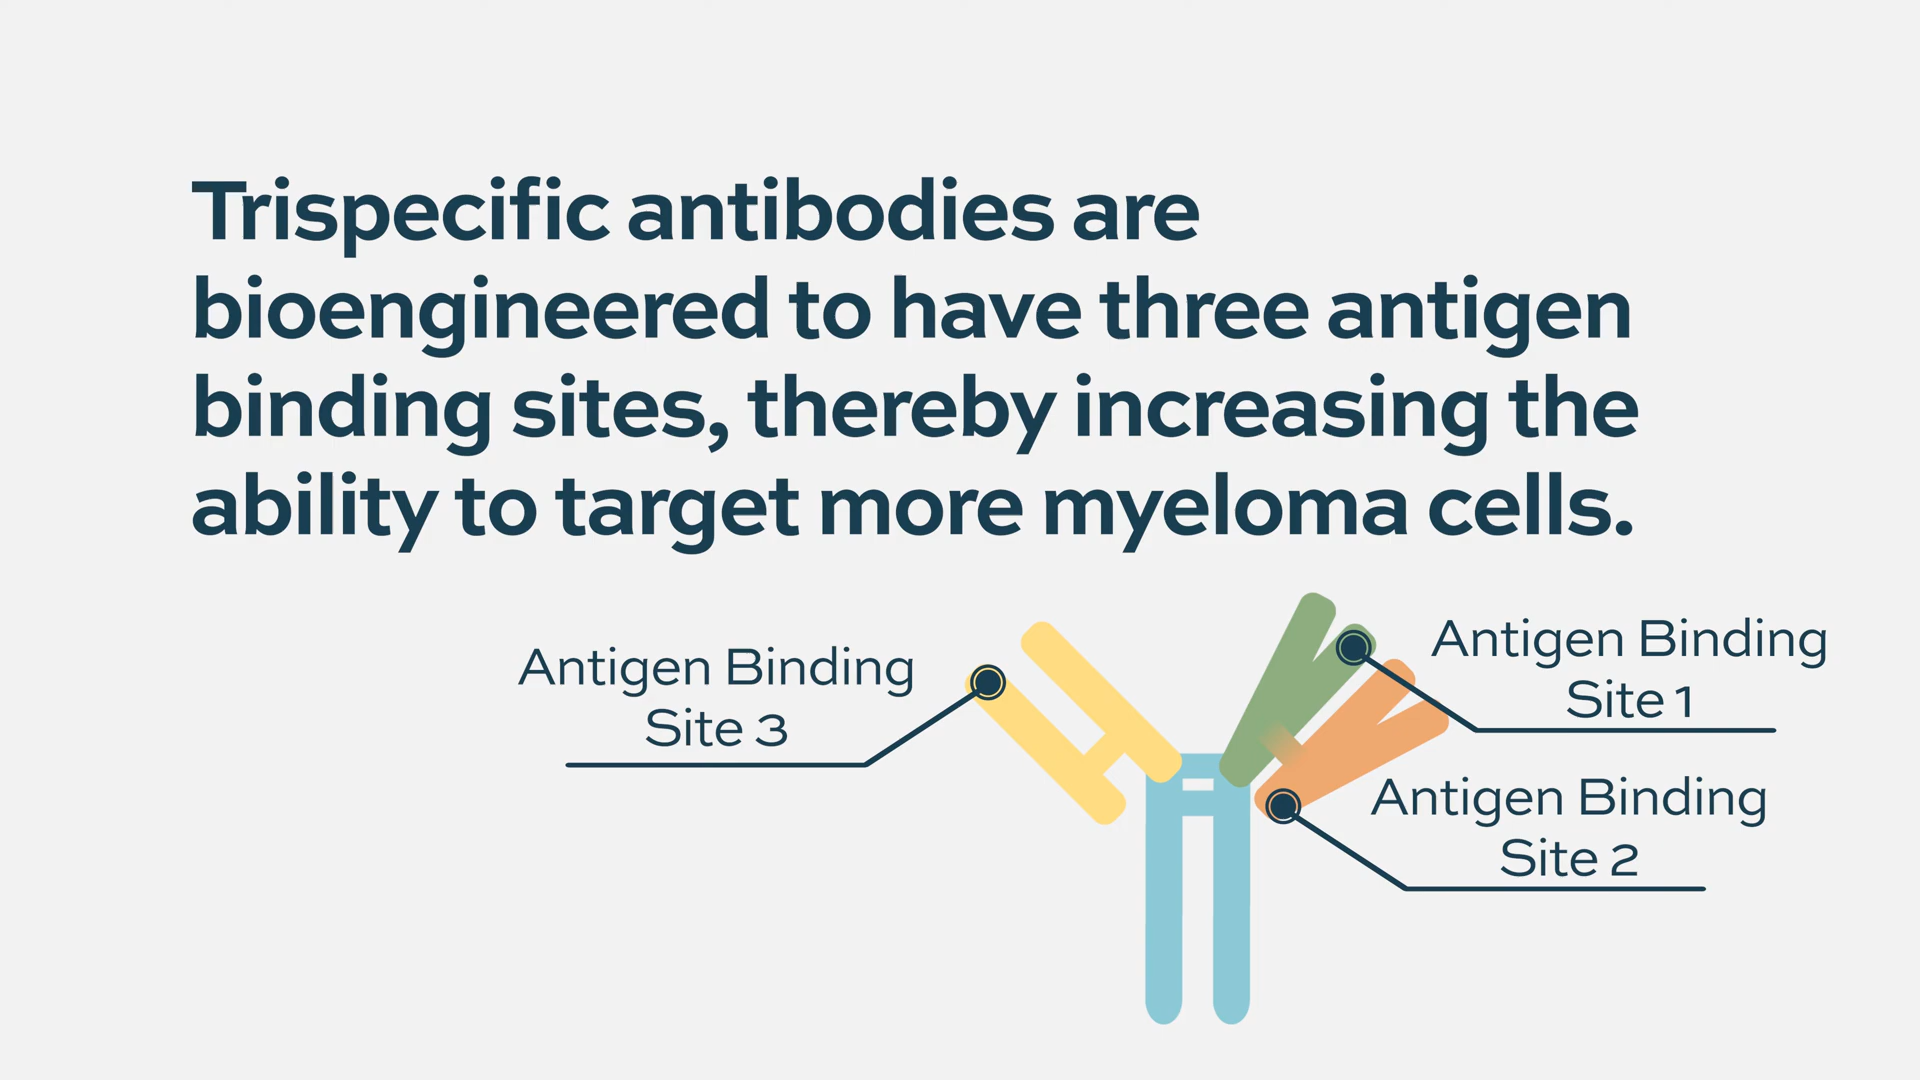 Trispecific antibodies are
bioengineered to have three antigen
binding sites, thereby increasing the
ability to target more myeloma cells.
Antigen Binding
Site 3
Antigen Binding
Site 1
Antigen Binding
Site 2